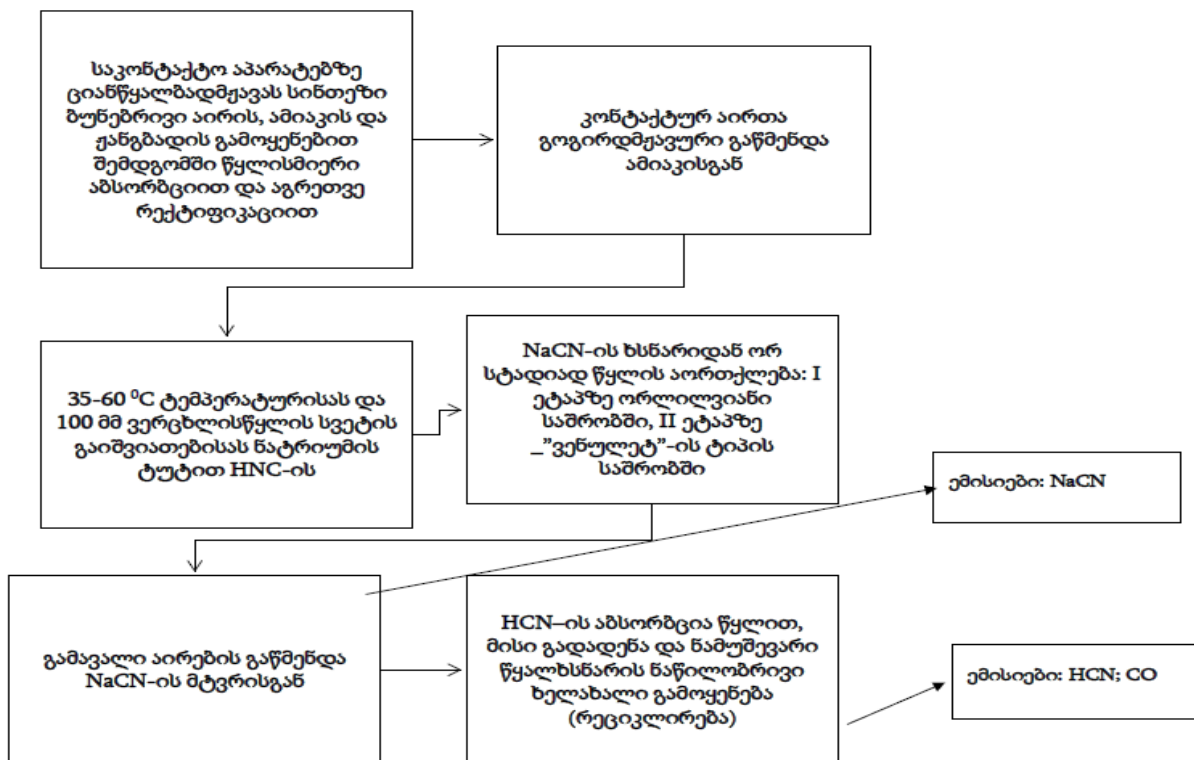 საკონტაქტო აპარატებზე
ციანწყალბადმჟავას სინთეზი
ბუნებრივი აირის, ამიაკის და
ჟანგბადის გამოყენებით
შემდგომში წყლისმიერი
აბსორბციით და აგრეთვე
რექტიფიკაციით
კონტაქტურ აირთა
გოგირდმჟავური გაწმენდა
ამიაკისგან
35-60 ⁰C ტემპერატურისას და
100 მმ ვერცხლისწყლის სვეტის
გაიშვიათებისას ნატრიუმის
ტუტით HNC-ის
NaCN-ის ხსნარიდან ორ
სტადიად წყლის აორთქლება: I
ეტაპზე ორლილვიანი
საშრობში, II ეტაპზე
_”ვენულეტ”-ის ტიპის
საშრობში
ემისიები: NaCN
გამავალი აირების გაწმენდა
NaCN-ის მტვრისგან
HCN–ის აბსორბცია წყლით,
მისი გადადენა და ნამუშევარი
წყალხსნარის ნაწილობრივი
ხელახალი გამოყენება
(რეციკლირება)
ემისიები: HCN; CO